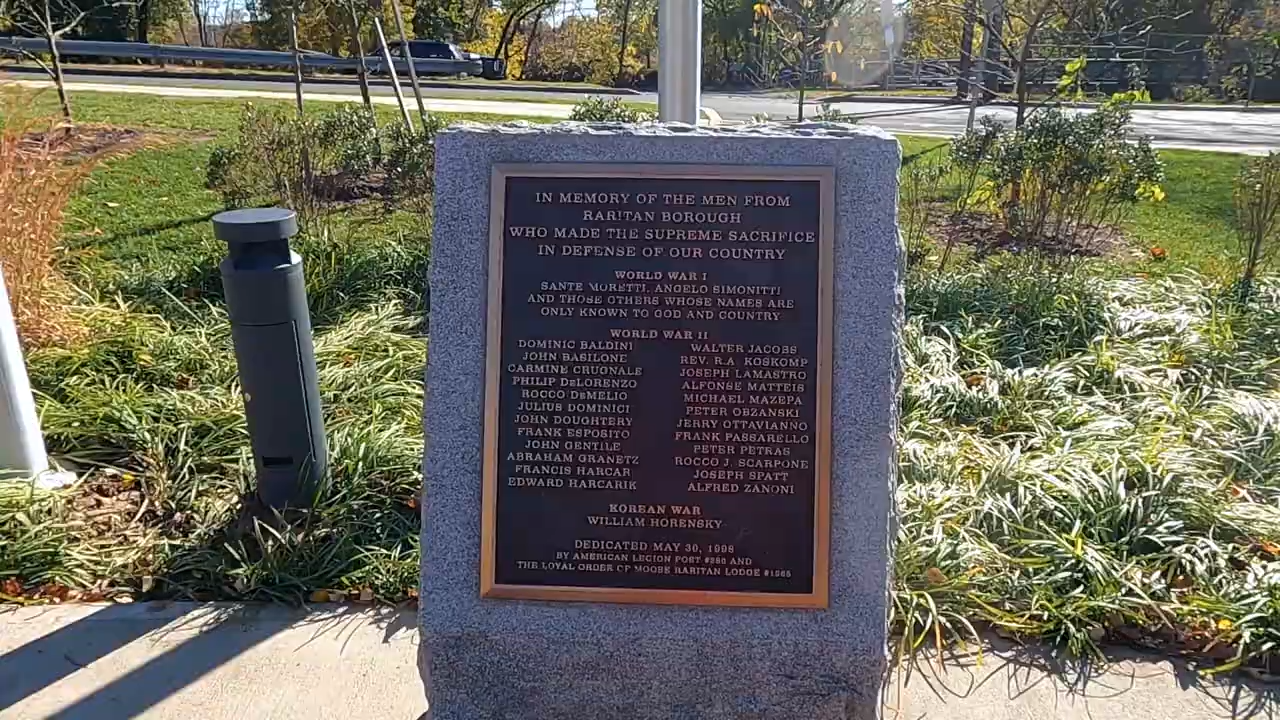 IN MEMORY OF THE MEN FROM
RARITAN BOROUGH
WHO MADE THE SUPREME SACRIFICE
IN DEFENSE OF OUR COUNTRY
WORLD WAR I
SANTE MORETTI, ANGELO SIMONITTI
AND THOSE OTHERS WHOSE NAMES ARE
ONLY KNOWN TO GOD AND COUNTRY
WORLD WAR II
DOMINIC BALDINI
JOHN BASILONE
CARMINE CRUGNALE
PHILIP DeLORENZO
ROCCO DeMELIO
JULIUS DOMINICI
JOHN DOUGHTERY
FRANK ESPOSITO
JOHN GENTILE
ABRAHAM GRANETZ
FRANCIS HARCAR
EDWARD HARCARIK
WALTER JACOBS
REV. R.A. KOSKOMP
JOSEPH LAMASTRO
ALFONSE MATTEIS
MICHAEL MAZEPA
PETER OBZANSKI
JERRY OTTAVIANNO
FRANK PASSARELLO
PETER PETRAS
ROCCO J. SCARPONE
JOSEPH SPATT
ALFRED ZANONI
KOREAN WAR
WILLIAM HORENSKY
DEDICATED MAY 30, 1998
BY AMERICAN LEGION POST AND
THE LOYAL ORDER OF MOOSE RARITAN LODGE